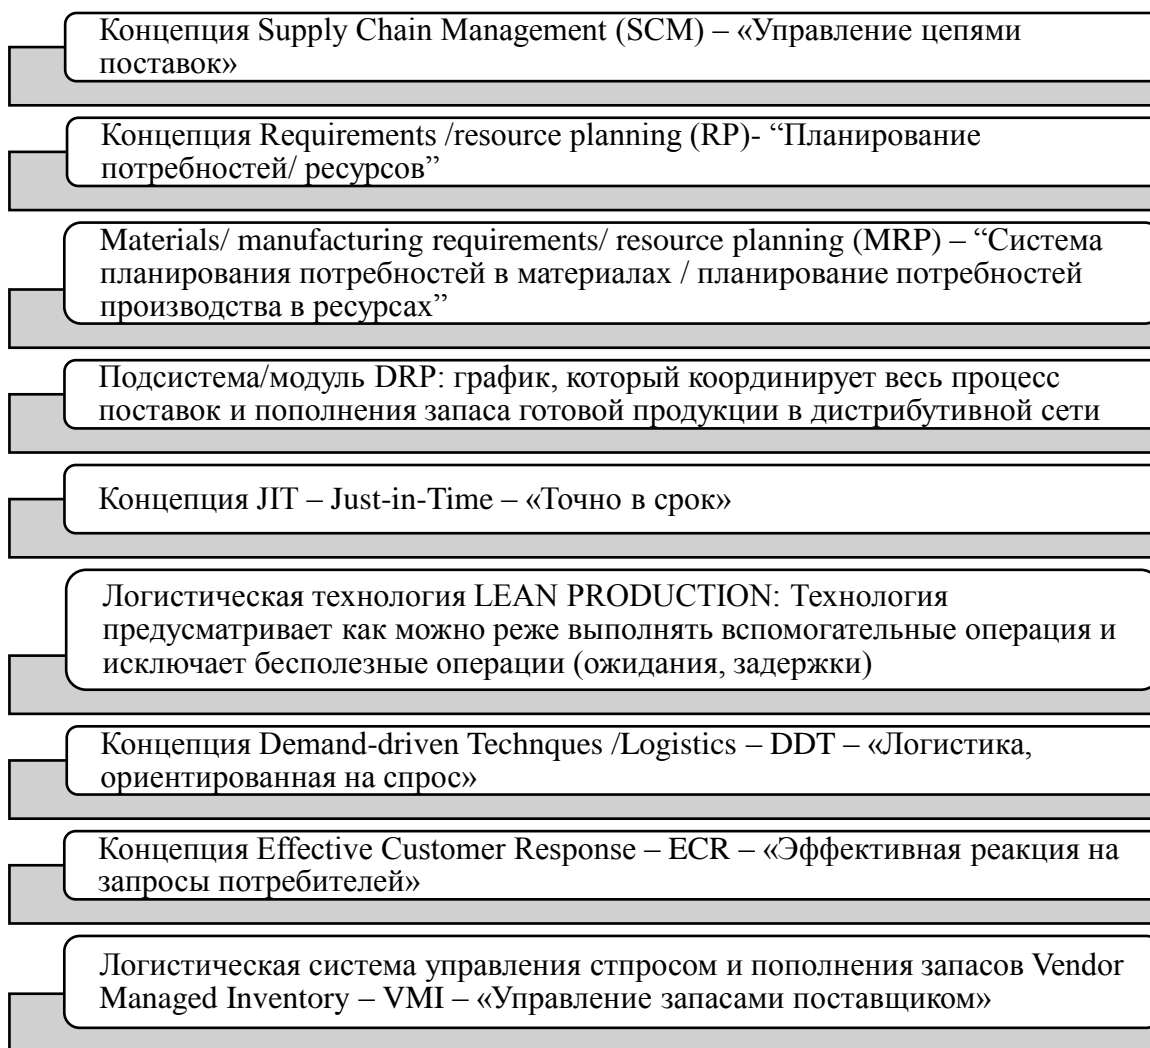 Концепция Supply Chain Management (SCM) – «Управление цепями
поставок»
Концепция Requirements /resource planning (RP)- “Планирование
потребностей/ ресурсов”
Materials/ manufacturing requirements/ resource planning (MRP) – “Система
планирования потребностей в материалах / планирование потребностей
производства в ресурсах”
Подсистема/модуль DRP: график, который координирует весь процесс
поставок и пополнения запаса готовой продукции в дистрибутивной сети
Концепция JIT – Just-in-Time – «Точно в срок»
Логистическая технология LEAN PRODUCTION: Технология
предусматривает как можно реже выполнять вспомогательные операция и
исключает бесполезные операции (ожидания, задержки)
Концепция Demand-driven Technques /Logistics – DDT – «Логистика,
ориентированная на спрос»
Концепция Effective Customer Response – ECR – «Эффективная реакция на
запросы потребителей»
Логистическая система управления стпросом и пополнения запасов Vendor
Managed Inventory – VMI – «Управление запасами поставщиком»